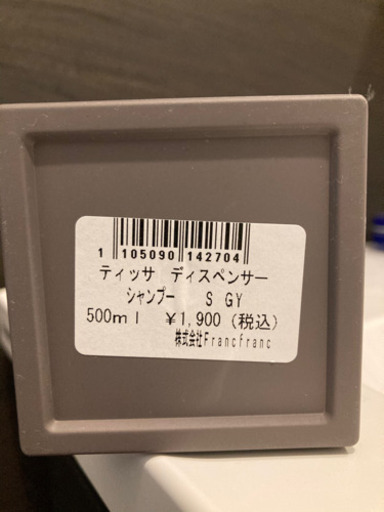 1 105090 142704
ティッサ ディスペンサー
シャンプー S GY
500ml ¥1,900(税込)
株式会社Francfranc